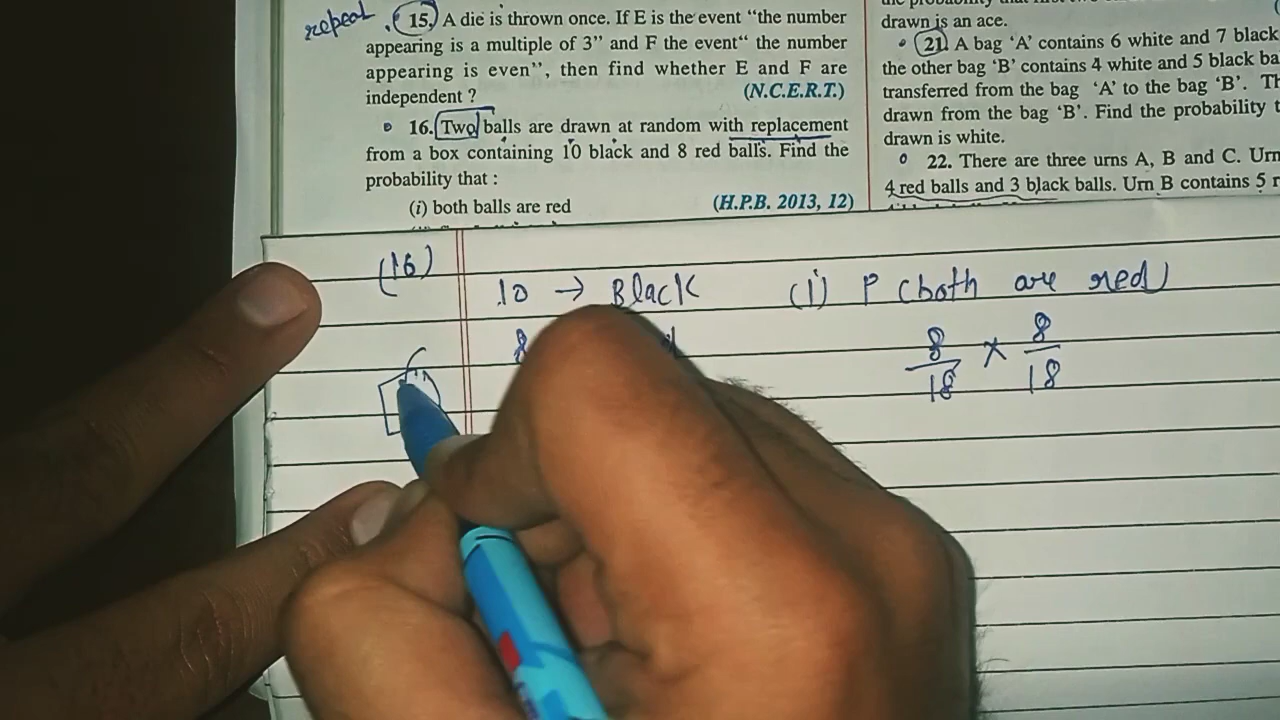 repeat
15. A die is thrown once. If E is the event "the number
appearing is a multiple of 3" and F the event" the number
appearing is even", then find whether E and F are
independent ? (N.C.E.R.T.)
16. Two balls are drawn at random with replacement
from a box containing 10 black and 8 red balls. Find the
probability that :
(i) both balls are red (H.P.B. 2013, 12)
drawn is an ace.
21. A bag 'A' contains 6 white and 7 black
the other bag 'B' contains 4 white and 5 black ba
transferred from the bag 'A' to the bag 'B'. Th
drawn from the bag 'B'. Find the probability t
drawn is white.
22. There are three urns A, B and C. Urn
4 red balls and 3 black balls. Urn B contains 5 r
(16)
10 → Black
8
(i) P (both are red)
8/18 × 8/18